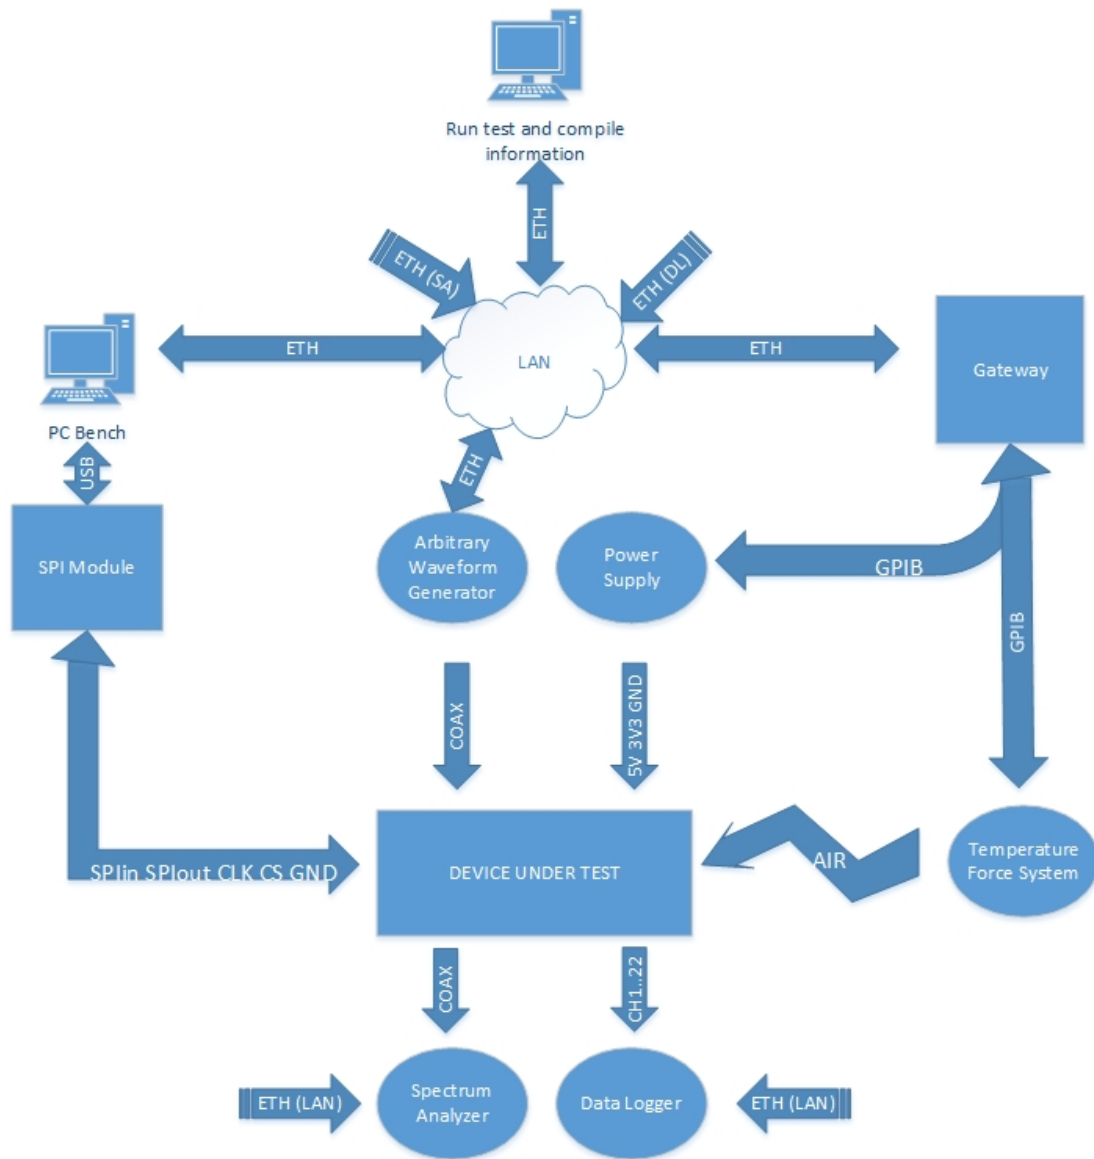 Run test and compile
information
ETH
ETH (SA)
ETH (DL)
ETH
LAN
ETH
Gateway
PC Bench
USB
ETH
SPI Module
Arbitrary
Waveform
Generator
Power
Supply
GPIB
GPIB
COAX
5V 3V3 GND
SPIin SPIout CLK CS GND
DEVICE UNDER TEST
AIR
Temperature
Force System
COAX
CH1..22
ETH (LAN)
Spectrum
Analyzer
Data Logger
ETH (LAN)